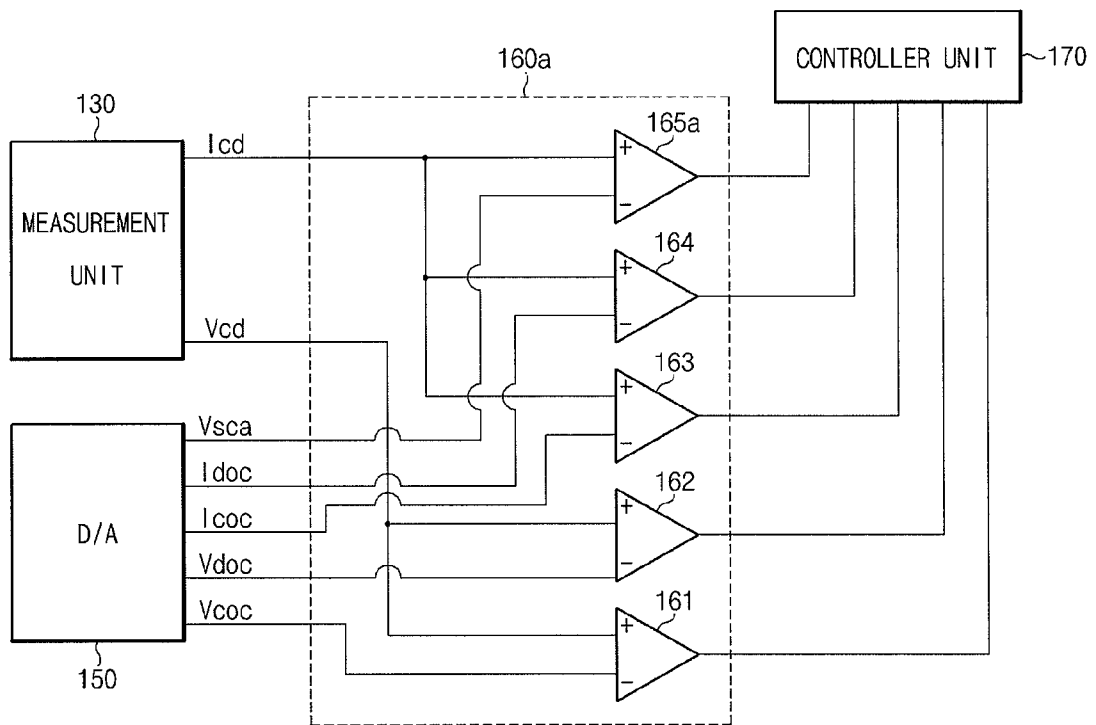 160a
CONTROLLER UNIT
170
130
MEASUREMENT
UNIT
Icd
Vcd
165a
+
−
164
+
−
163
+
−
162
+
−
161
+
−
D/A
150
Vsca
Idoc
Icoc
Vdoc
Vcoc